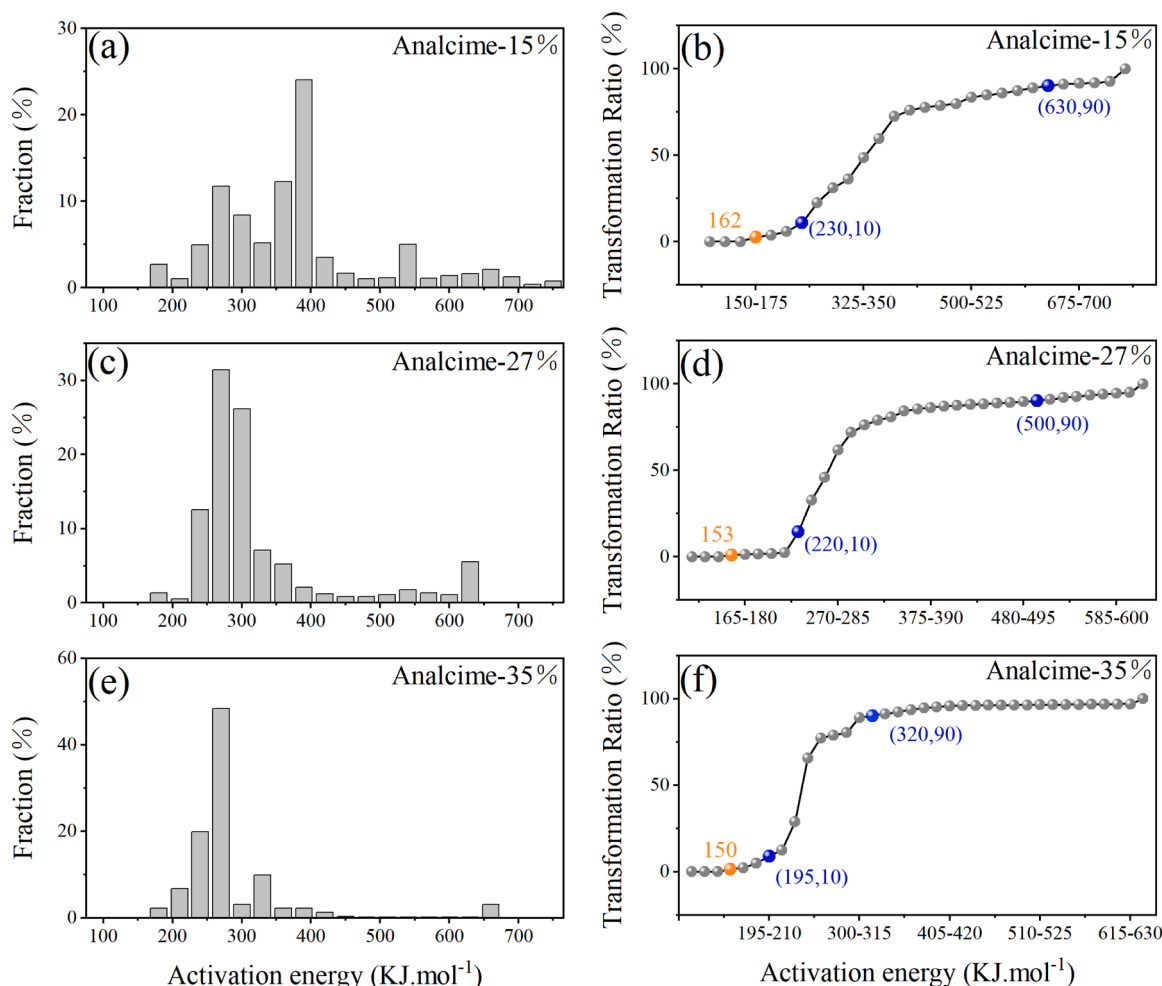 (a)
Analcime-15%
Fraction (%)
30
20
10
0
100 200 300 400 500 600 700
(b)
Analcime-15%
Transformation Ratio (%)
100
50
0
162
(230,10)
(630,90)
150-175 325-350 500-525 675-700
(c)
Analcime-27%
Fraction (%)
30
20
10
0
100 200 300 400 500 600 700
(d)
Analcime-27%
Transformation Ratio (%)
100
50
0
153
(220,10)
(500,90)
165-180 270-285 375-390 480-495 585-600
(e)
Analcime-35%
Fraction (%)
60
40
20
0
100 200 300 400 500 600 700
Activation energy (KJ.mol⁻¹)
(f)
Analcime-35%
Transformation Ratio (%)
100
50
0
150
(195,10)
(320,90)
195-210 300-315 405-420 510-525 615-630
Activation energy (KJ.mol⁻¹)